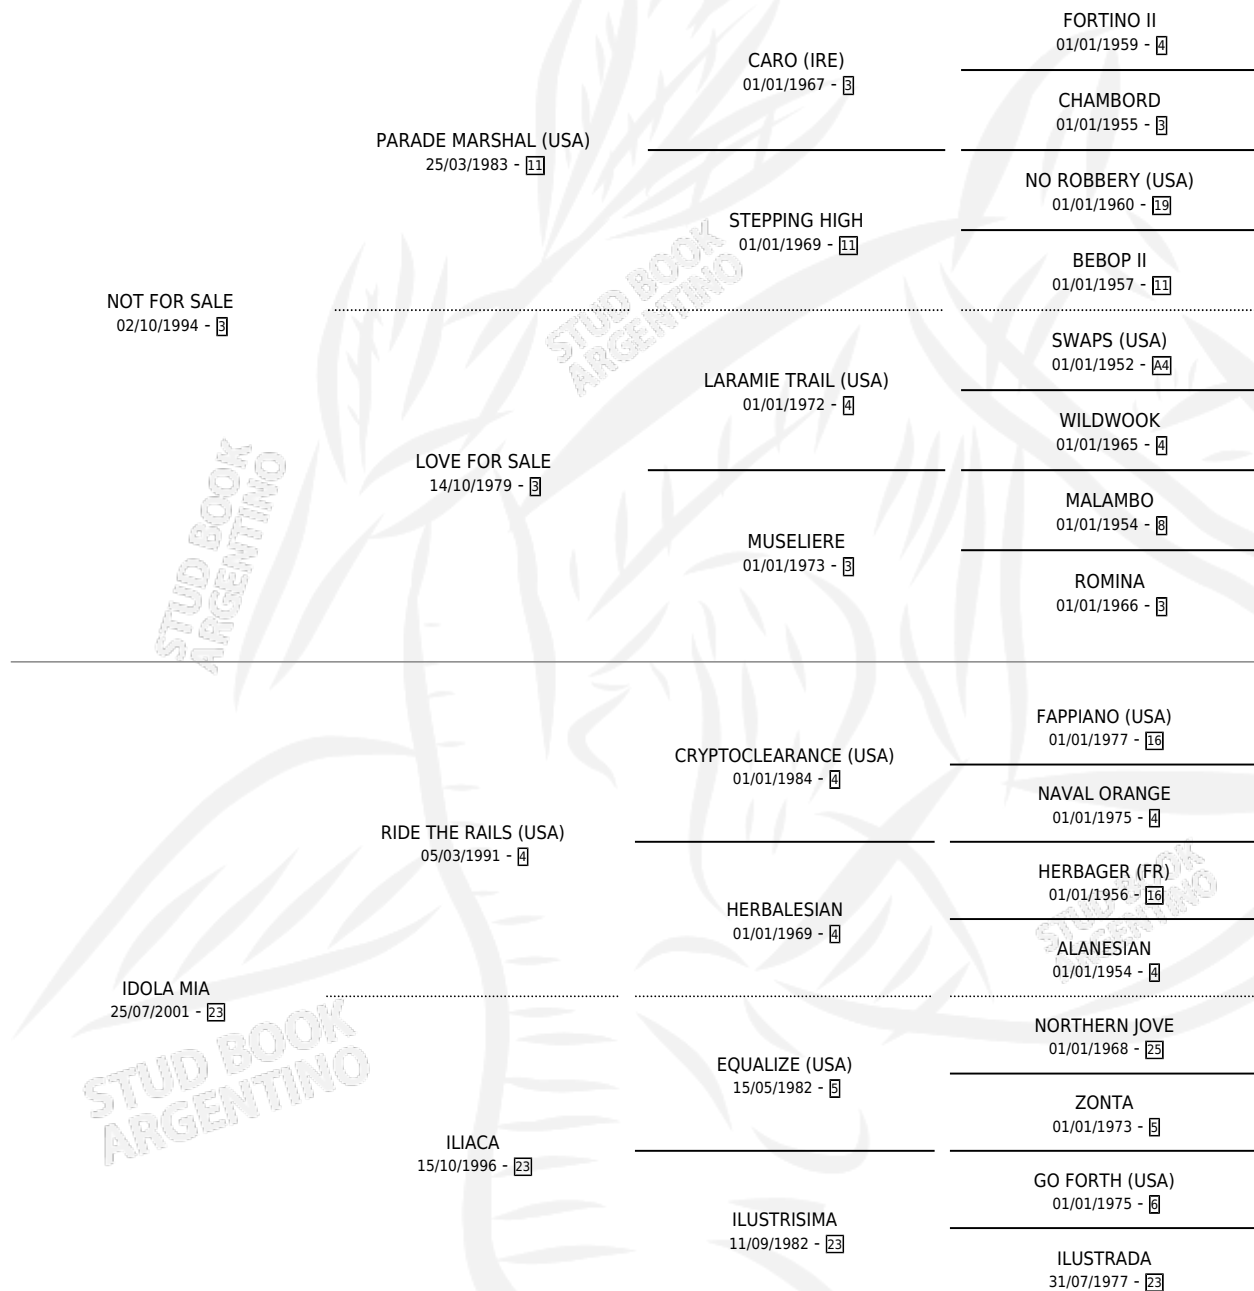 FORTINO II
01/01/1959 - 4
CARO (IRE)
01/01/1967 - 3
CHAMBORD
01/01/1955 - 3
PARADE MARSHAL (USA)
25/03/1983 - 11
NO ROBBERY (USA)
01/01/1960 - 19
STEPPING HIGH
01/01/1969 - 11
BEBOP II
01/01/1957 - 11
NOT FOR SALE
02/10/1994 - 3
STUD BOOK
ARGENTINO
SWAPS (USA)
01/01/1952 - A4
LARAMIE TRAIL (USA)
01/01/1972 - 4
WILDWOOK
01/01/1965 - 4
LOVE FOR SALE
14/10/1979 - 3
MALAMBO
01/01/1954 - 8
MUSELIERE
01/01/1973 - 3
ROMINA
01/01/1966 - 3
STUD BOOK
ARGENTINO
FAPPIANO (USA)
01/01/1977 - 16
CRYPTOCLEARANCE (USA)
01/01/1984 - 4
NAVAL ORANGE
01/01/1975 - 4
RIDE THE RAILS (USA)
05/03/1991 - 4
HERBAGER (FR)
01/01/1956 - 16
HERBALESIAN
01/01/1969 - 4
STUD BOOK
ARGENTINO
ALANESIAN
01/01/1954 - 4
IDOLA MIA
25/07/2001 - 23
STUD BOOK
ARGENTINO
NORTHERN JOVE
01/01/1968 - 25
EQUALIZE (USA)
15/05/1982 - 5
ZONTA
01/01/1973 - 5
ILIACA
15/10/1996 - 23
GO FORTH (USA)
01/01/1975 - 6
ILUSTRISIMA
11/09/1982 - 23
ILUSTRADA
31/07/1977 - 23